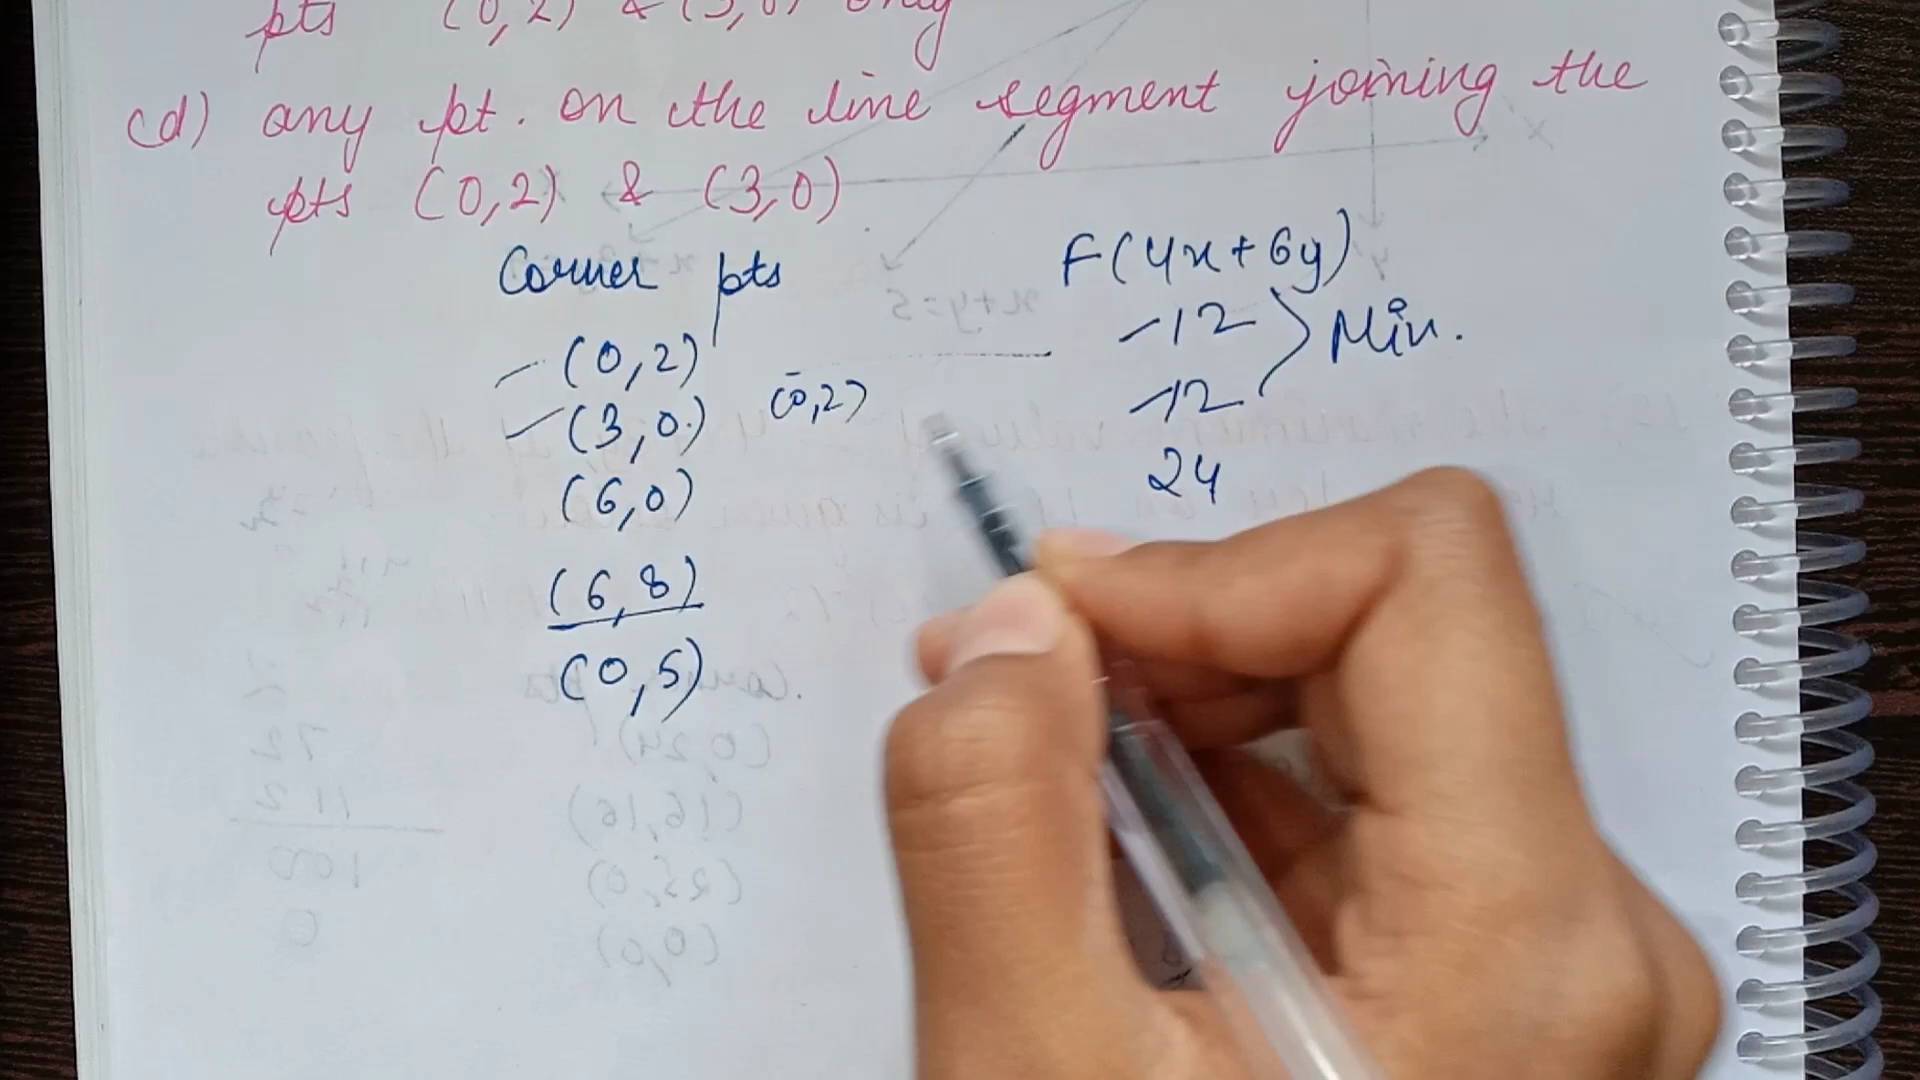 pts (0,2) & (3,0) only
(d) any pt. on the line segment joining the
pts (0,2) & (3,0)
Corner pts F(4x+6y)
(0,2) 12 Min.
(3,0) (0,2) 12
(6,0) 24
(6,8)
(0,5)